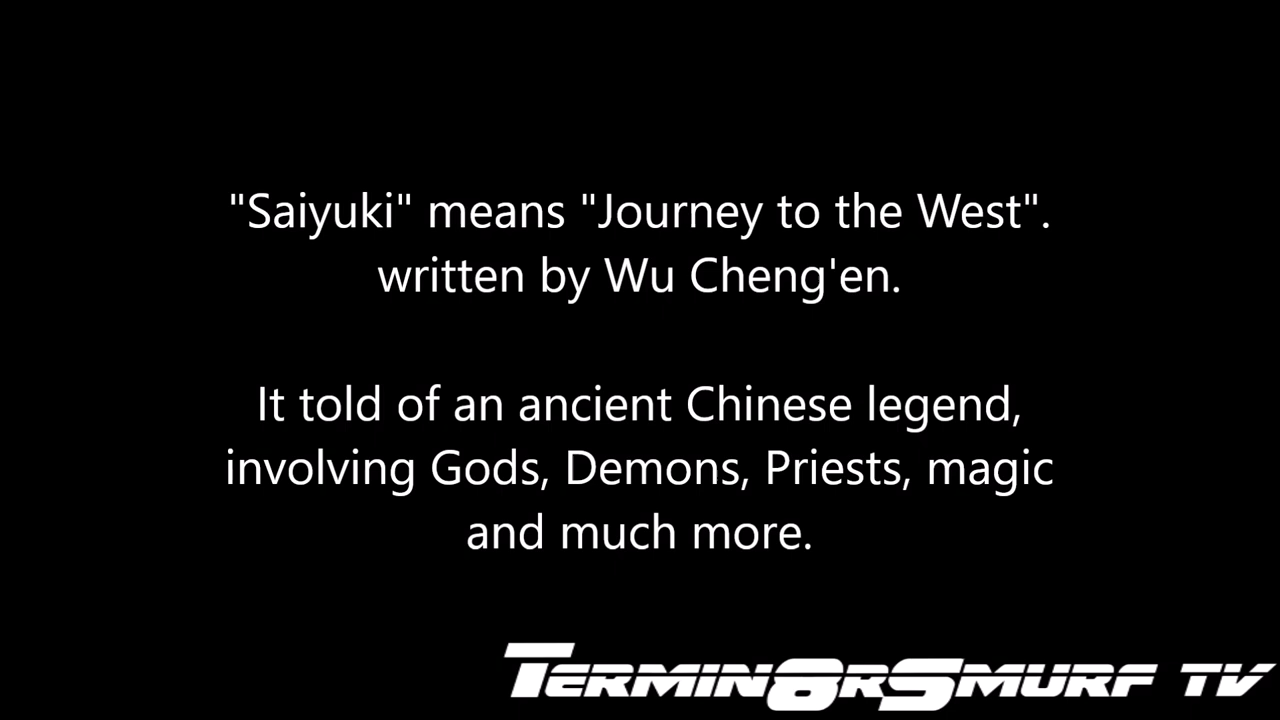 "Saiyuki" means "Journey to the West".
written by Wu Cheng'en.
It told of an ancient Chinese legend,
involving Gods, Demons, Priests, magic
and much more.
TERMIN8RSMURF TV